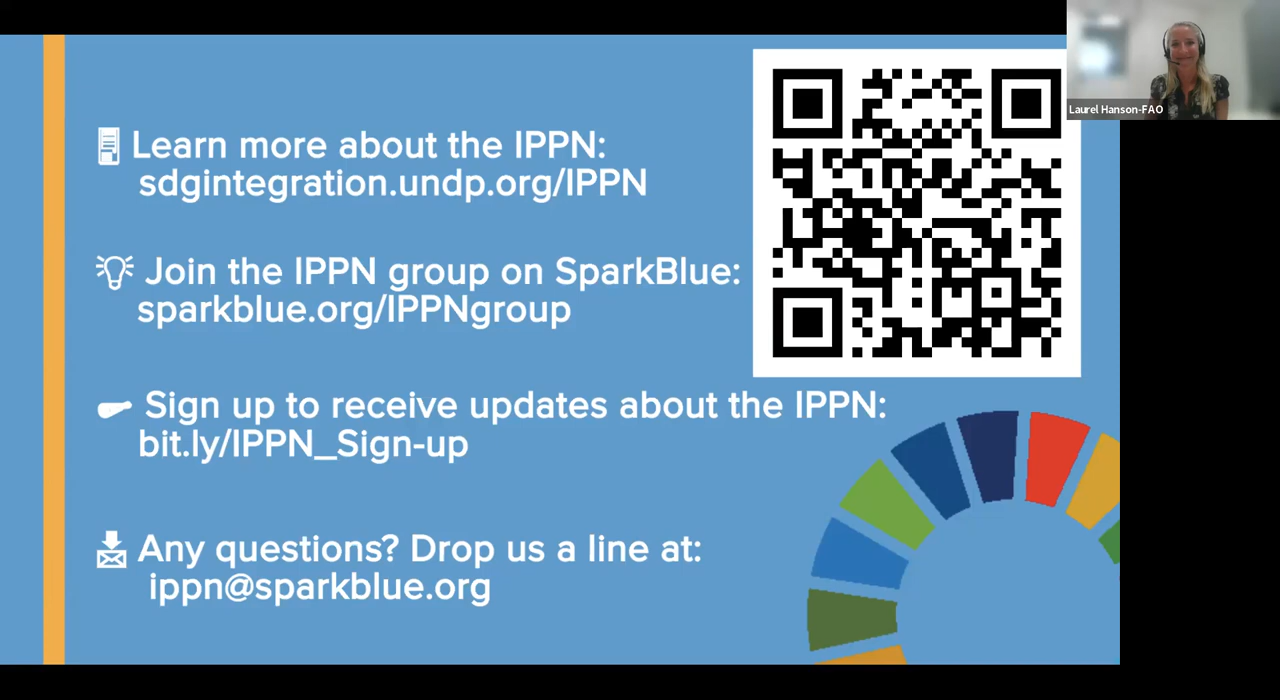 Learn more about the IPPN:
sdgintegration.undp.org/IPPN
Join the IPPN group on SparkBlue:
sparkblue.org/IPPNgroup
Sign up to receive updates about the IPPN:
bit.ly/IPPN_Sign-up
Any questions? Drop us a line at:
ippn@sparkblue.org
Laurel Hanson-FAO